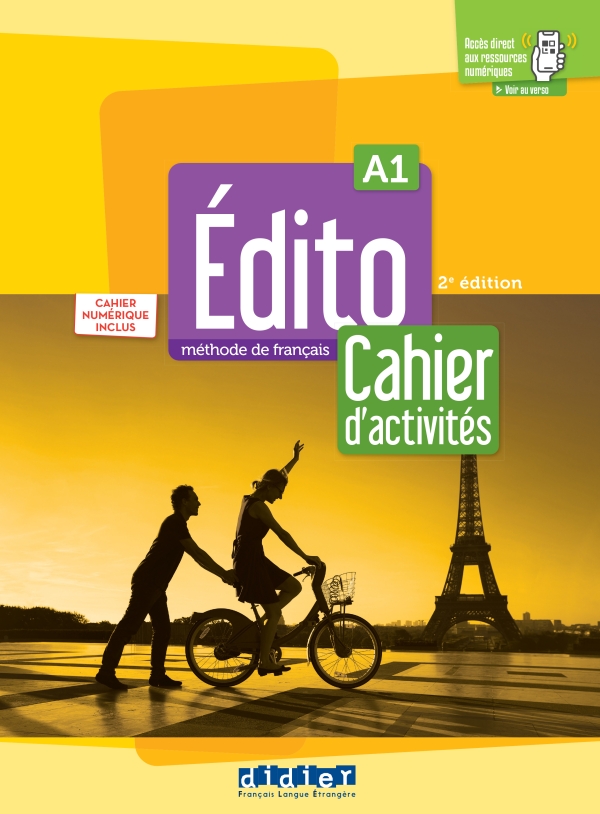 Accès direct
aux ressources
numériques
Voir au verso
A1
Édito
2e édition
CAHIER
NUMÉRIQUE
INCLUS
méthode de français
Cahier
d'activités
didier
Français Langue Étrangère